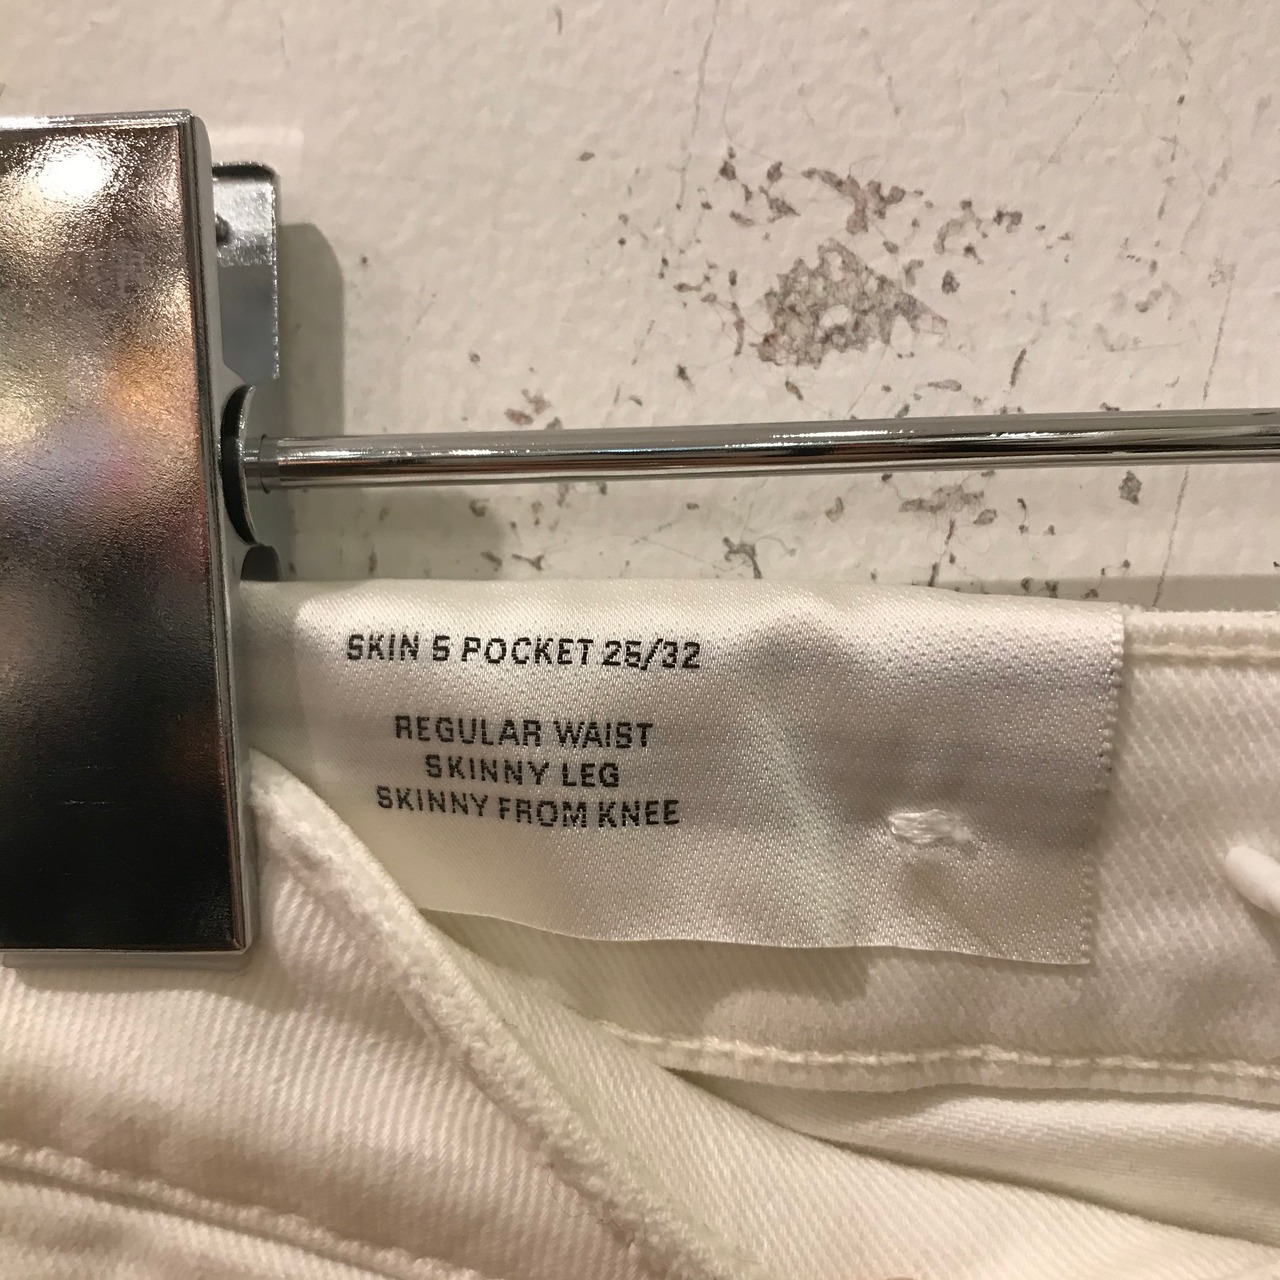 SKIN 5 POCKET 25/32
REGULAR WAIST
SKINNY LEG
SKINNY FROM KNEE